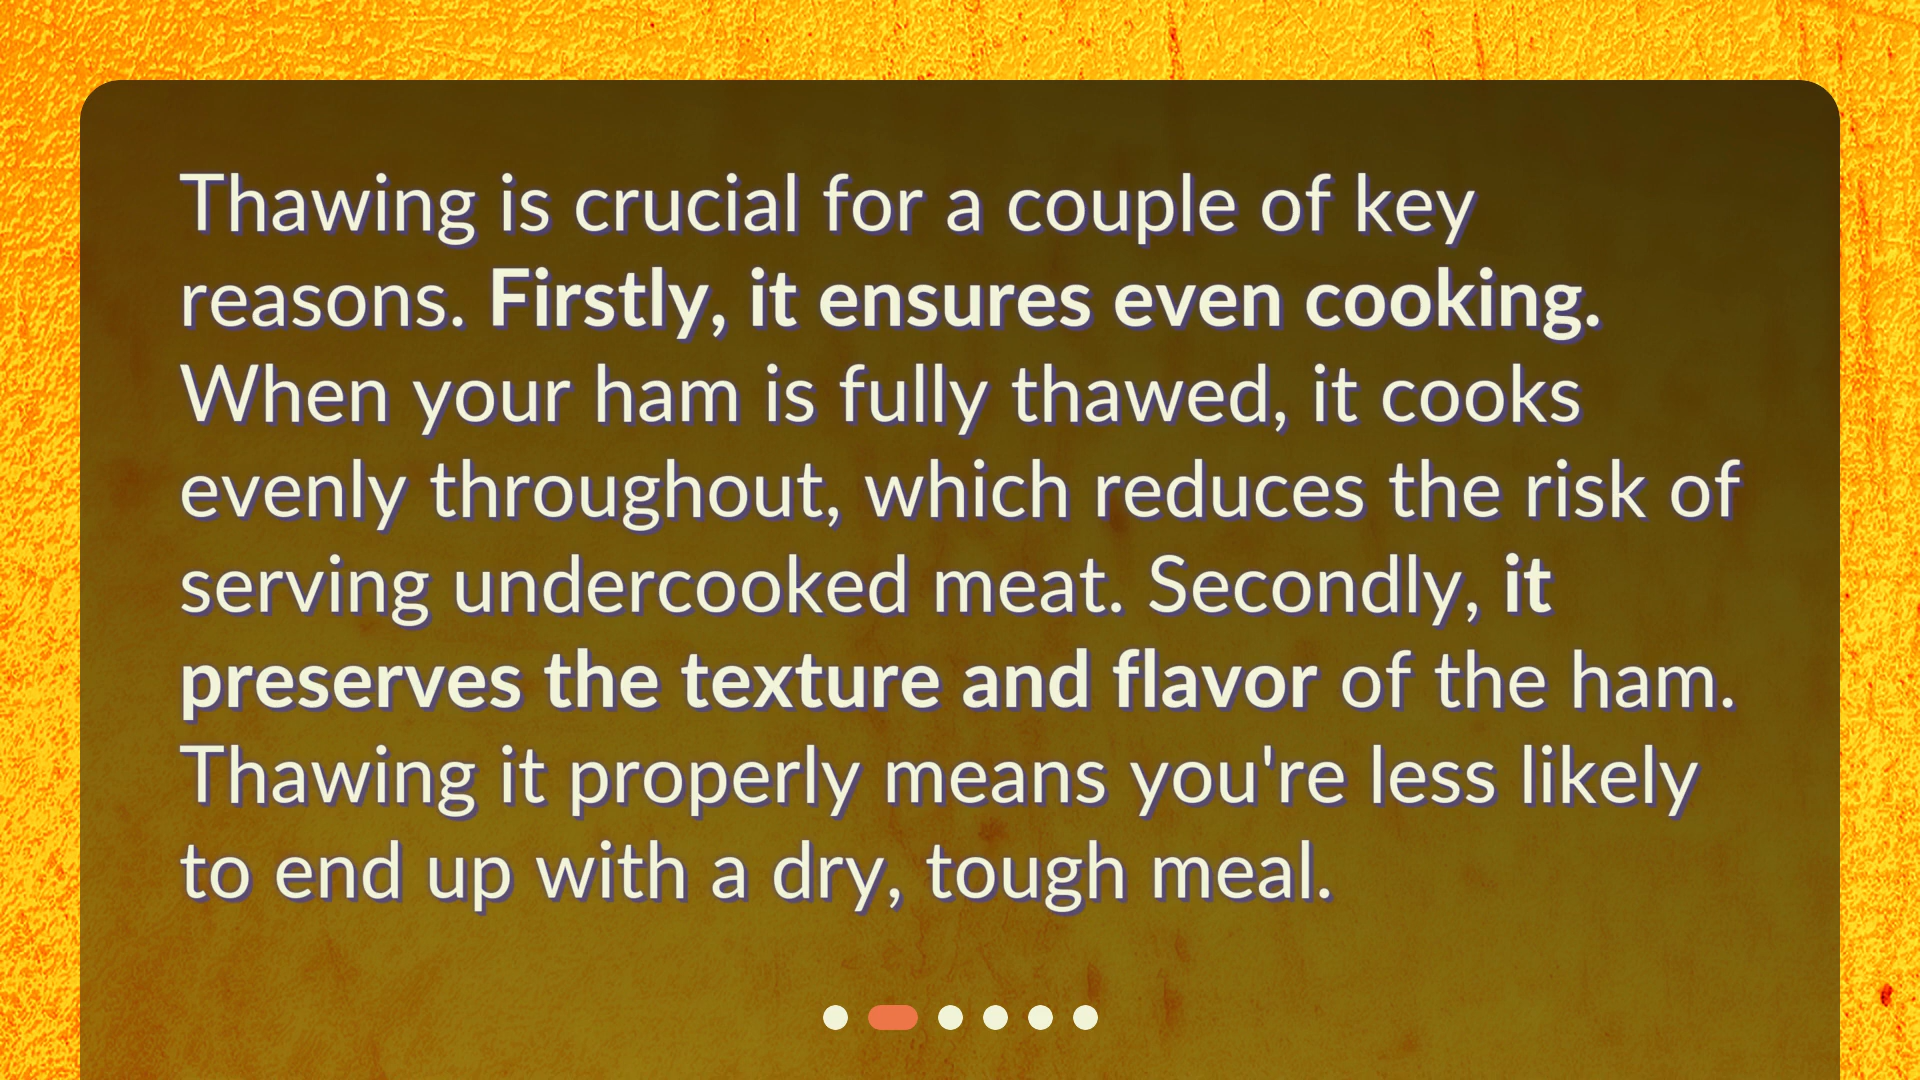 Thawing is crucial for a couple of key
reasons. Firstly, it ensures even cooking.
When your ham is fully thawed, it cooks
evenly throughout, which reduces the risk of
serving undercooked meat. Secondly, it
preserves the texture and flavor of the ham.
Thawing it properly means you're less likely
to end up with a dry, tough meal.